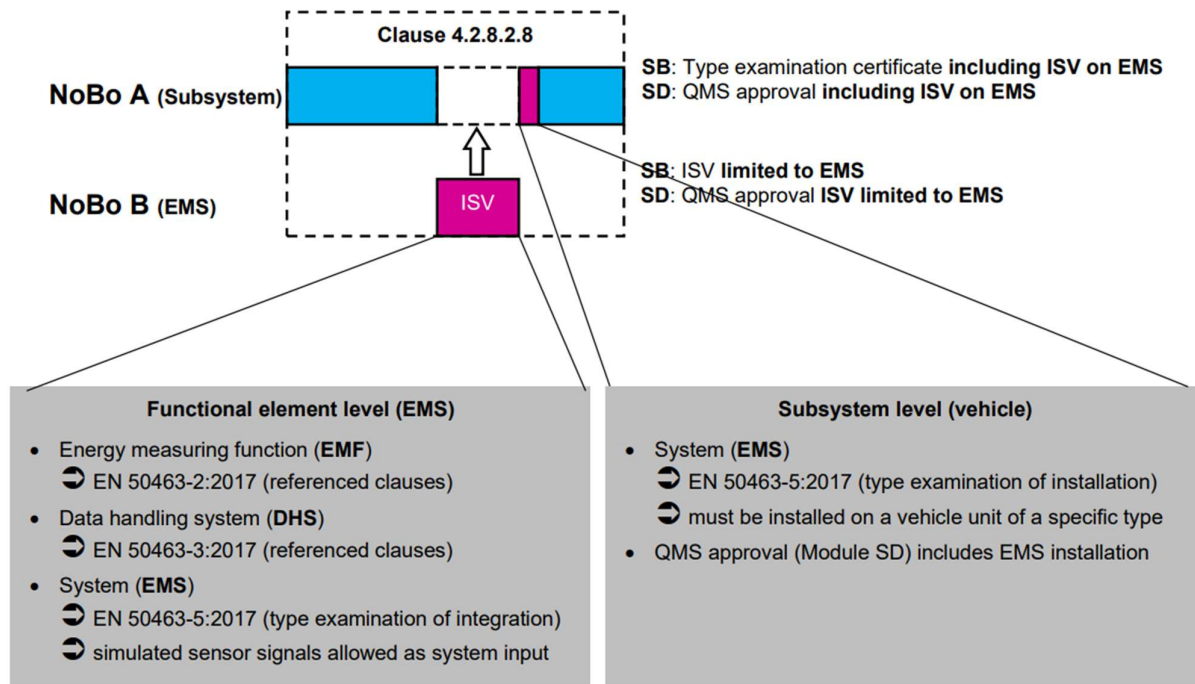 Clause 4.2.8.2.8
NoBo A (Subsystem)
SB: Type examination certificate including ISV on EMS
SD: QMS approval including ISV on EMS
NoBo B (EMS)
ISV
SB: ISV limited to EMS
SD: QMS approval ISV limited to EMS
Functional element level (EMS)
• Energy measuring function (EMF)
➲ EN 50463-2:2017 (referenced clauses)
• Data handling system (DHS)
➲ EN 50463-3:2017 (referenced clauses)
• System (EMS)
➲ EN 50463-5:2017 (type examination of integration)
➲ simulated sensor signals allowed as system input
Subsystem level (vehicle)
• System (EMS)
➲ EN 50463-5:2017 (type examination of installation)
➲ must be installed on a vehicle unit of a specific type
• QMS approval (Module SD) includes EMS installation